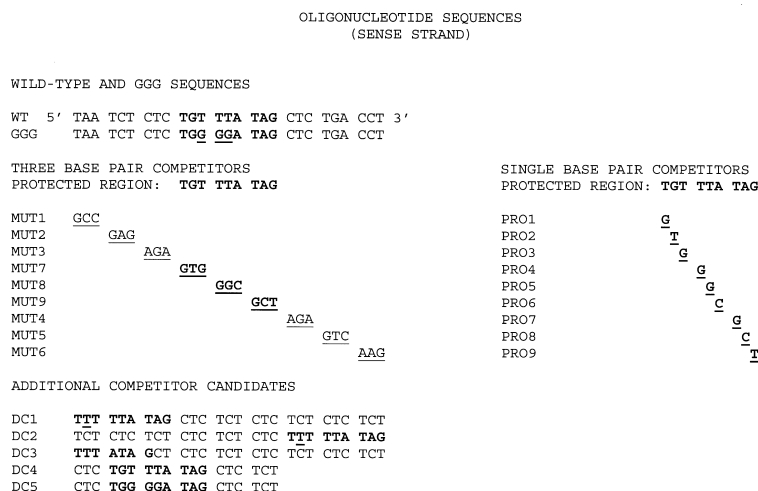 OLIGONUCLEOTIDE SEQUENCES
(SENSE STRAND)
WILD-TYPE AND GGG SEQUENCES
WT 5' TAA TCT CTC TGT TTA TAG CTC TGA CCT 3'
GGG TAA TCT CTC TGG GGA TAG CTC TGA CCT
THREE BASE PAIR COMPETITORS
PROTECTED REGION: TGT TTA TAG
MUT1 GCC
MUT2 GAG
MUT3 AGA
MUT7 GTG
MUT8 GGC
MUT9 GCT
MUT4 AGA
MUT5 GTC
MUT6 AAG
SINGLE BASE PAIR COMPETITORS
PROTECTED REGION: TGT TTA TAG
PRO1 G
PRO2 T
PRO3 G
PRO4 G
PRO5 G
PRO6 C
PRO7 G
PRO8 C
PRO9 T
ADDITIONAL COMPETITOR CANDIDATES
DC1 TTT TTA TAG CTC TCT CTC TCT CTC TCT
DC2 TCT CTC TCT CTC TCT CTC TTT TTA TAG
DC3 TTT ATA GCT CTC TCT CTC TCT CTC TCT
DC4 CTC TGT TTA TAG CTC TCT
DC5 CTC TGG GGA TAG CTC TCT